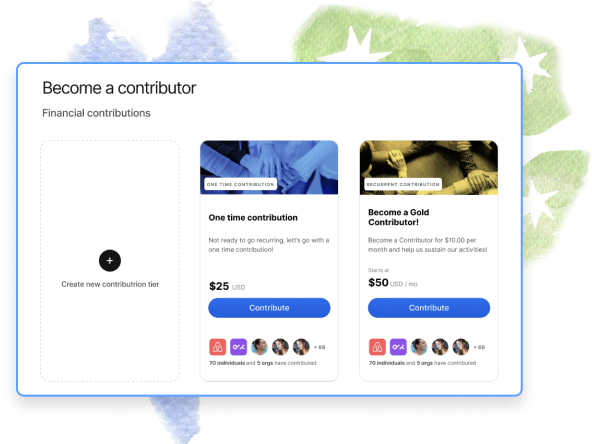 Become a contributor
Financial contributions
Create new contributrion tier
ONE TIME CONTRIBUTION
One time contribution
Not ready to go recurring, lett's go with a
one time contribution!
$25 USD
Contribute
+ 68
70 individuals and 5 orgs have contributed
RECURRENT CONTRIBUTION
Become a Gold
Contributor!
Become a Contributor for $10.00 per
month and help us sustain our activities!
Starts at
$50 USD / mo
Contribute
+ 68
70 individuals and 5 orgs have contributed